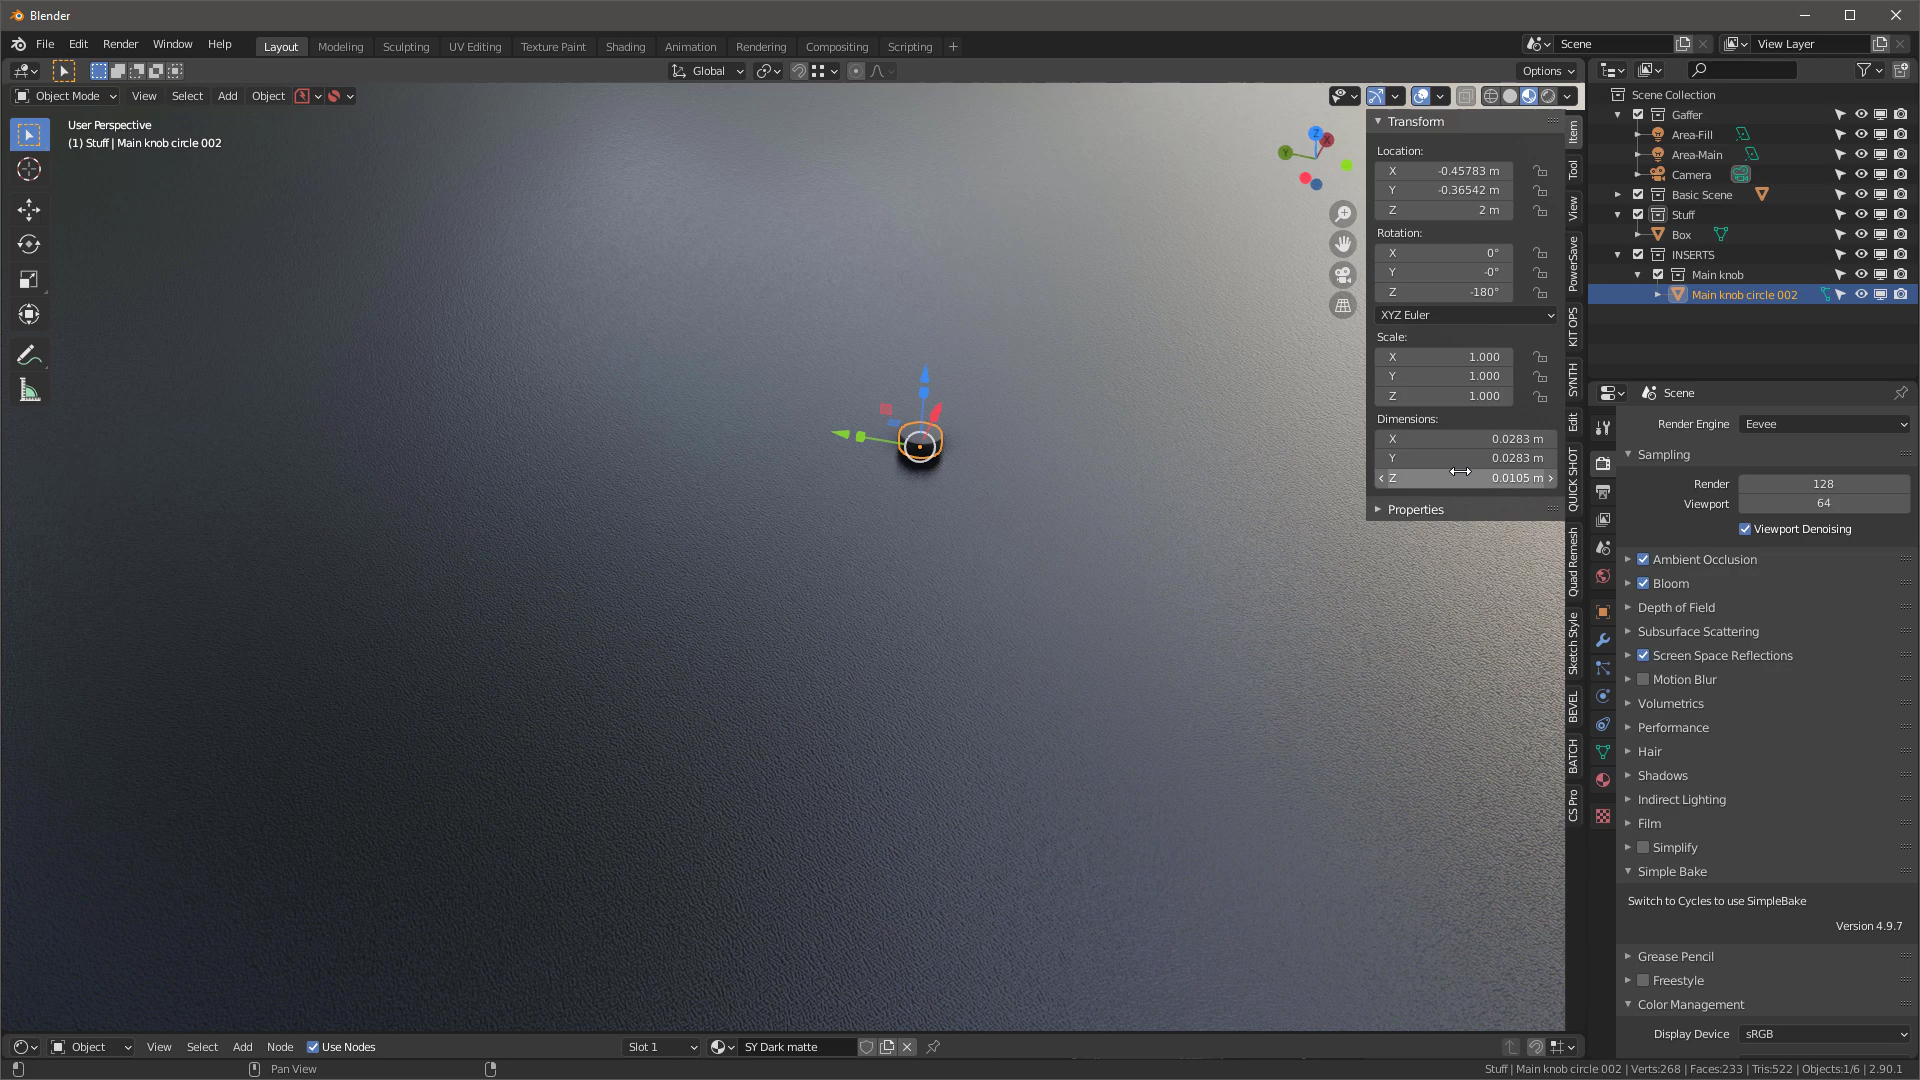 Blender
File Edit Render Window Help Layout Modeling Sculpting UV Editing Texture Paint Shading Animation Rendering Compositing Scripting + Scene View Layer
Global Options
Object Mode View Select Add Object
User Perspective
(1) Stuff | Main knob circle 002
Z
Y
X
Transform
Location:
X -0.45783 m
Y -0.36542 m
Z 2 m
Rotation:
X 0°
Y -0°
Z -180°
XYZ Euler
Scale:
X 1.000
Y 1.000
Z 1.000
Dimensions:
X 0.0283 m
Y 0.0283 m
Z 0.0105 m
Properties
Item
Tool
View
PowerSave
KIT OPS
SYNTH
Edit
QUICK SHOT
Quad Remesh
Sketch Style
BEVEL
BATCH
CS Pro
Scene Collection
Gaffer
Area-Fill
Area-Main
Camera
Basic Scene
Stuff
Box
INSERTS
Main knob
Main knob circle 002
Scene
Render Engine Eevee
Sampling
Render 128
Viewport 64
Viewport Denoising
Ambient Occlusion
Bloom
Depth of Field
Subsurface Scattering
Screen Space Reflections
Motion Blur
Volumetrics
Performance
Hair
Shadows
Indirect Lighting
Film
Simplify
Simple Bake
Switch to Cycles to use SimpleBake
Version 4.9.7
Grease Pencil
Freestyle
Color Management
Display Device sRGB
Object View Select Add Node Use Nodes Slot 1 SY Dark matte
Pan View
Stuff | Main knob circle 002 | Verts:268 | Faces:233 | Tris:522 | Objects:1/6 | 2.90.1